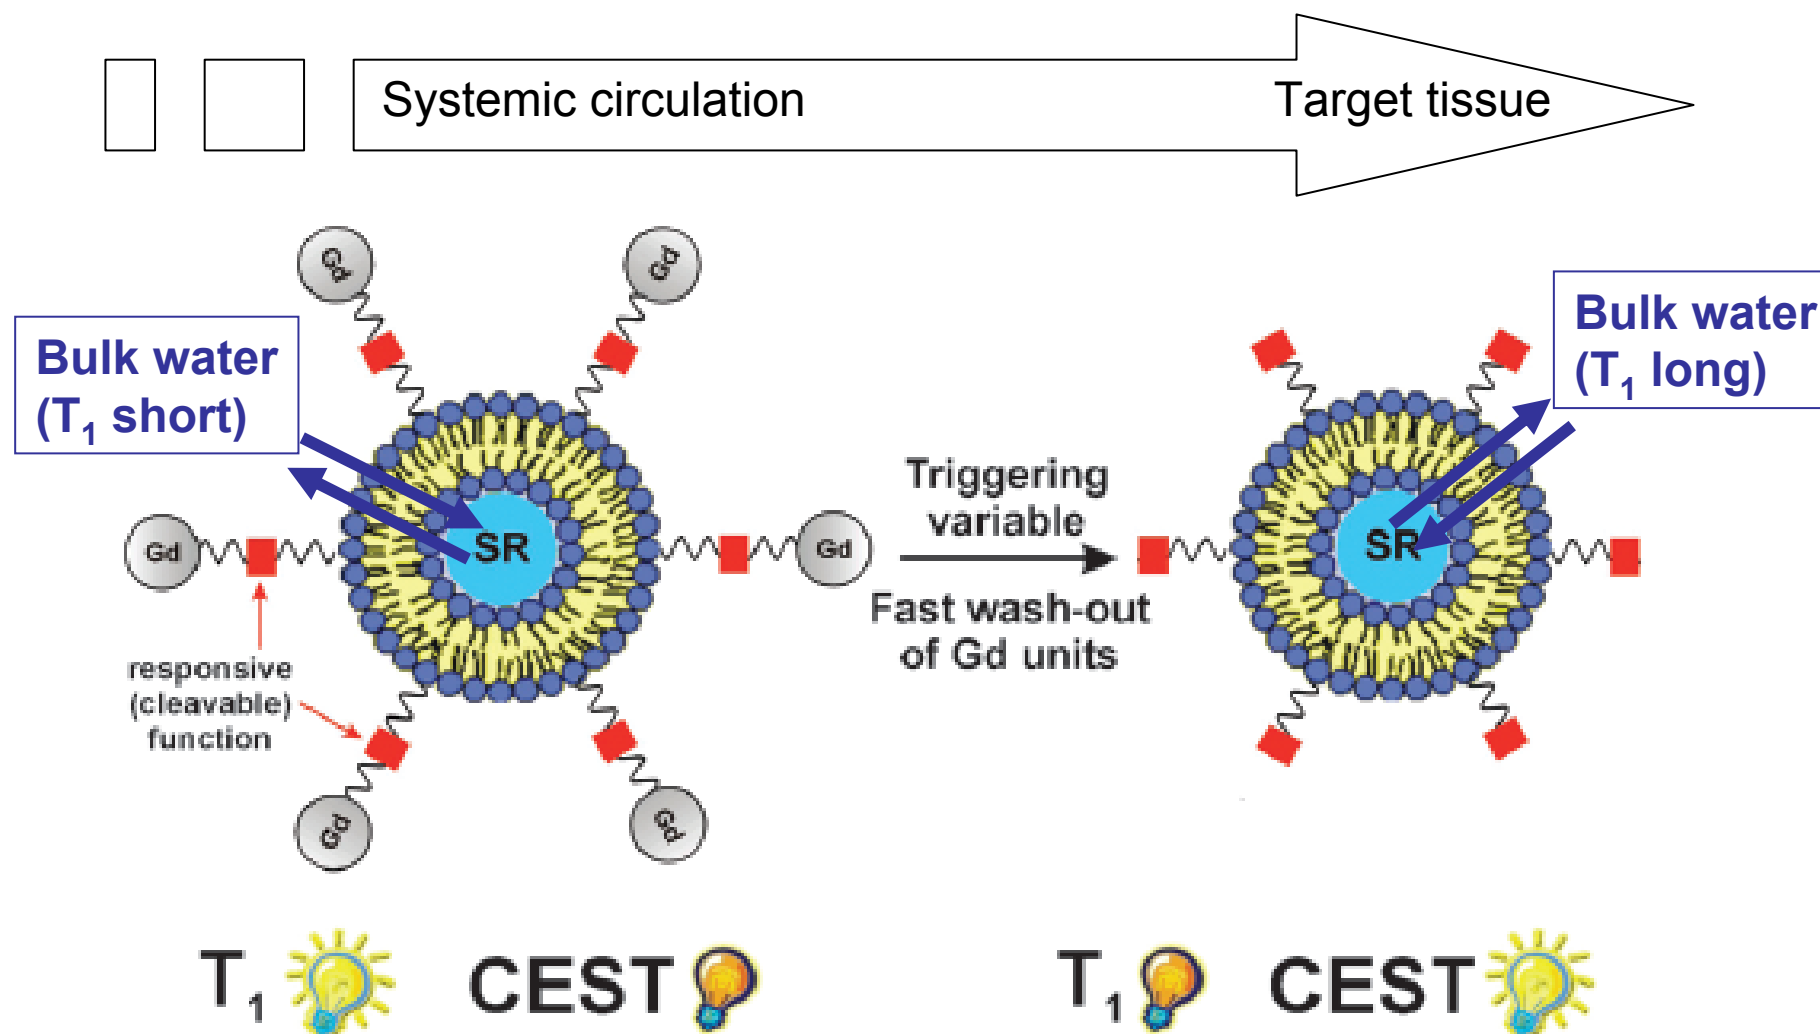 Systemic circulation
Target tissue
Gd
Gd
Bulk water
(T₁ short)
Bulk water
(T₁ long)
Gd
SR
Gd
Triggering
variable
Fast wash-out
of Gd units
SR
responsive
(cleavable)
function
Gd
Gd
T₁ CEST
T₁ CEST